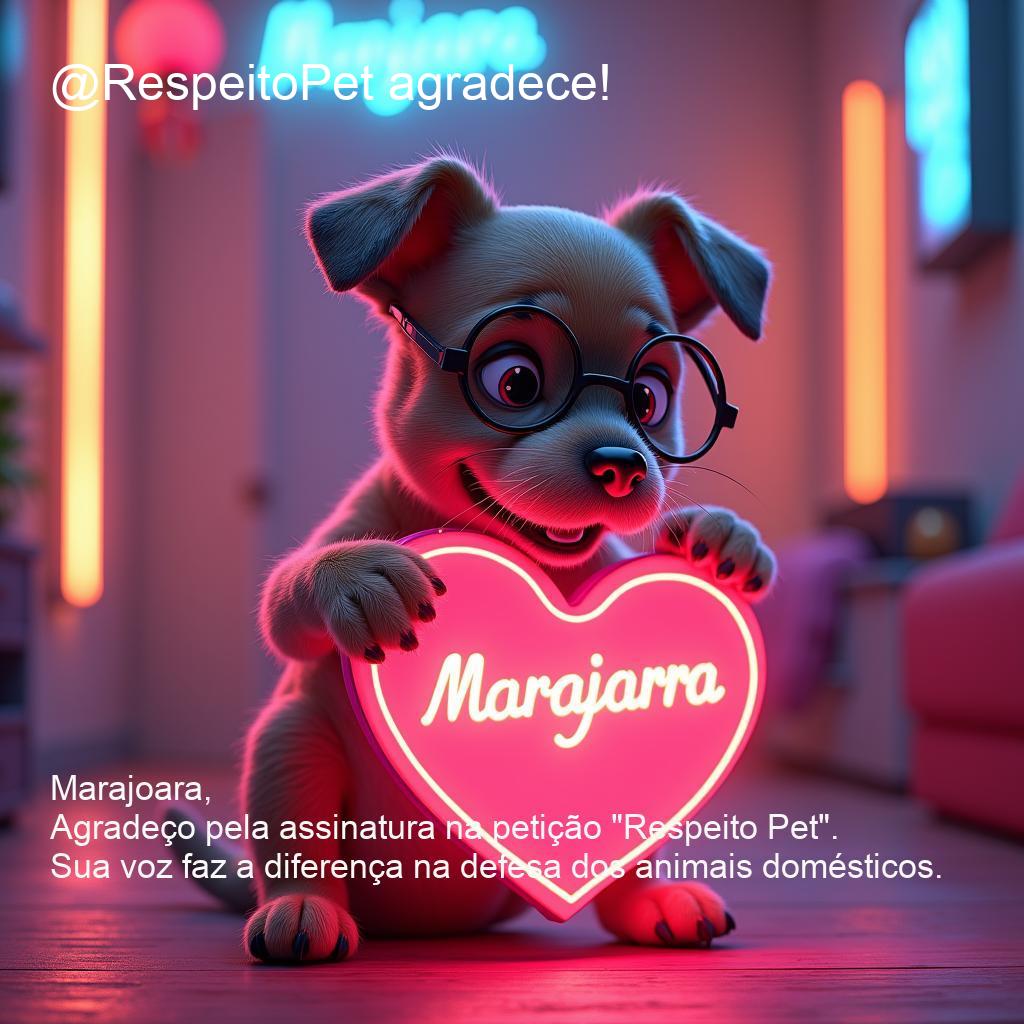 @RespeitoPet agradece!
Marajarra
Marajoara,
Agradeço pela assinatura na petição "Respeito Pet".
Sua voz faz a diferença na defesa dos animais domésticos.